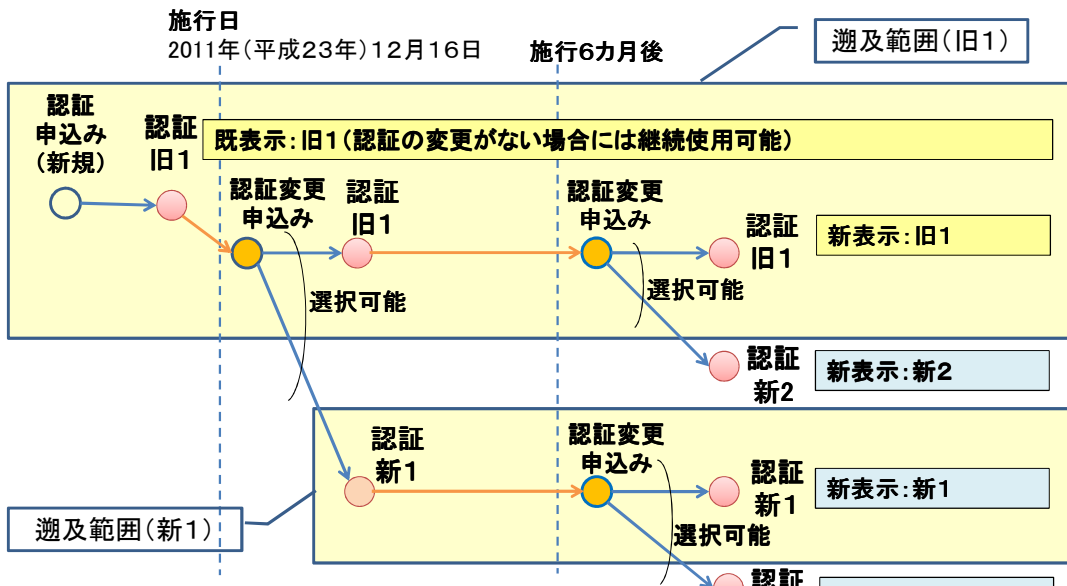 施行日
2011年(平成23年)12月16日
施行6カ月後
遡及範囲(旧1)
認証
申込み
(新規)
認証
旧1
既表示:旧1(認証の変更がない場合には継続使用可能)
認証変更
申込み
認証
旧1
認証変更
申込み
認証
旧1
新表示:旧1
選択可能
選択可能
認証
新2
新表示:新2
認証
新1
認証変更
申込み
認証
新1
新表示:新1
遡及範囲(新1)
選択可能
認証